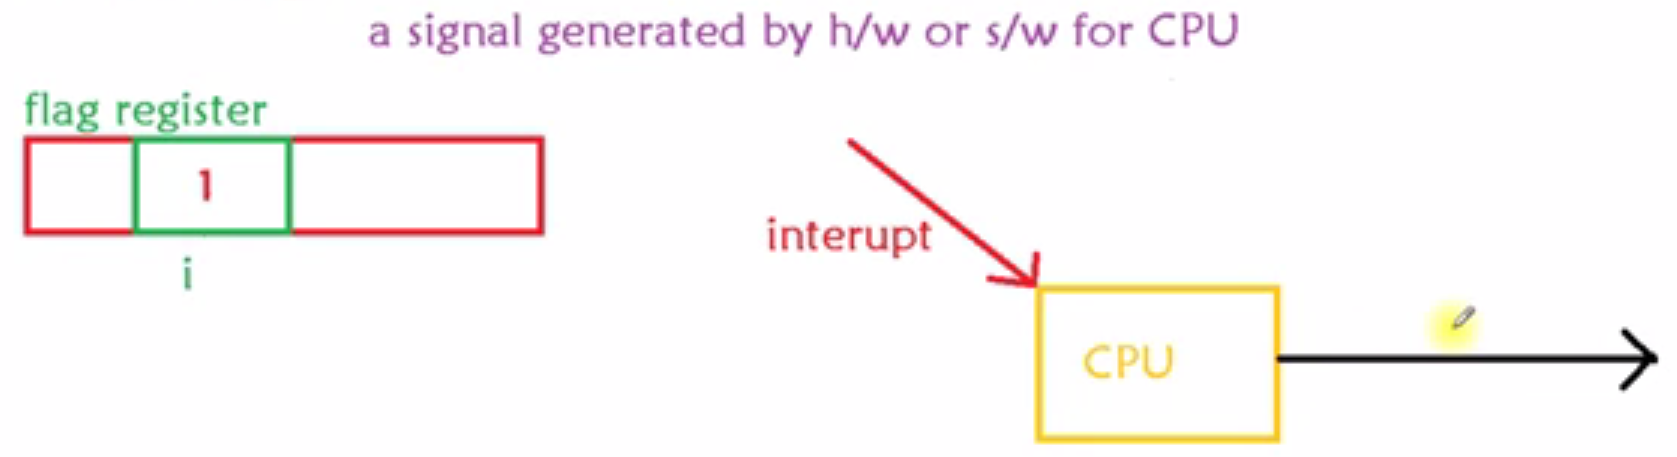 a signal generated by h/w or s/w for CPU
flag register
1
i
interupt
CPU